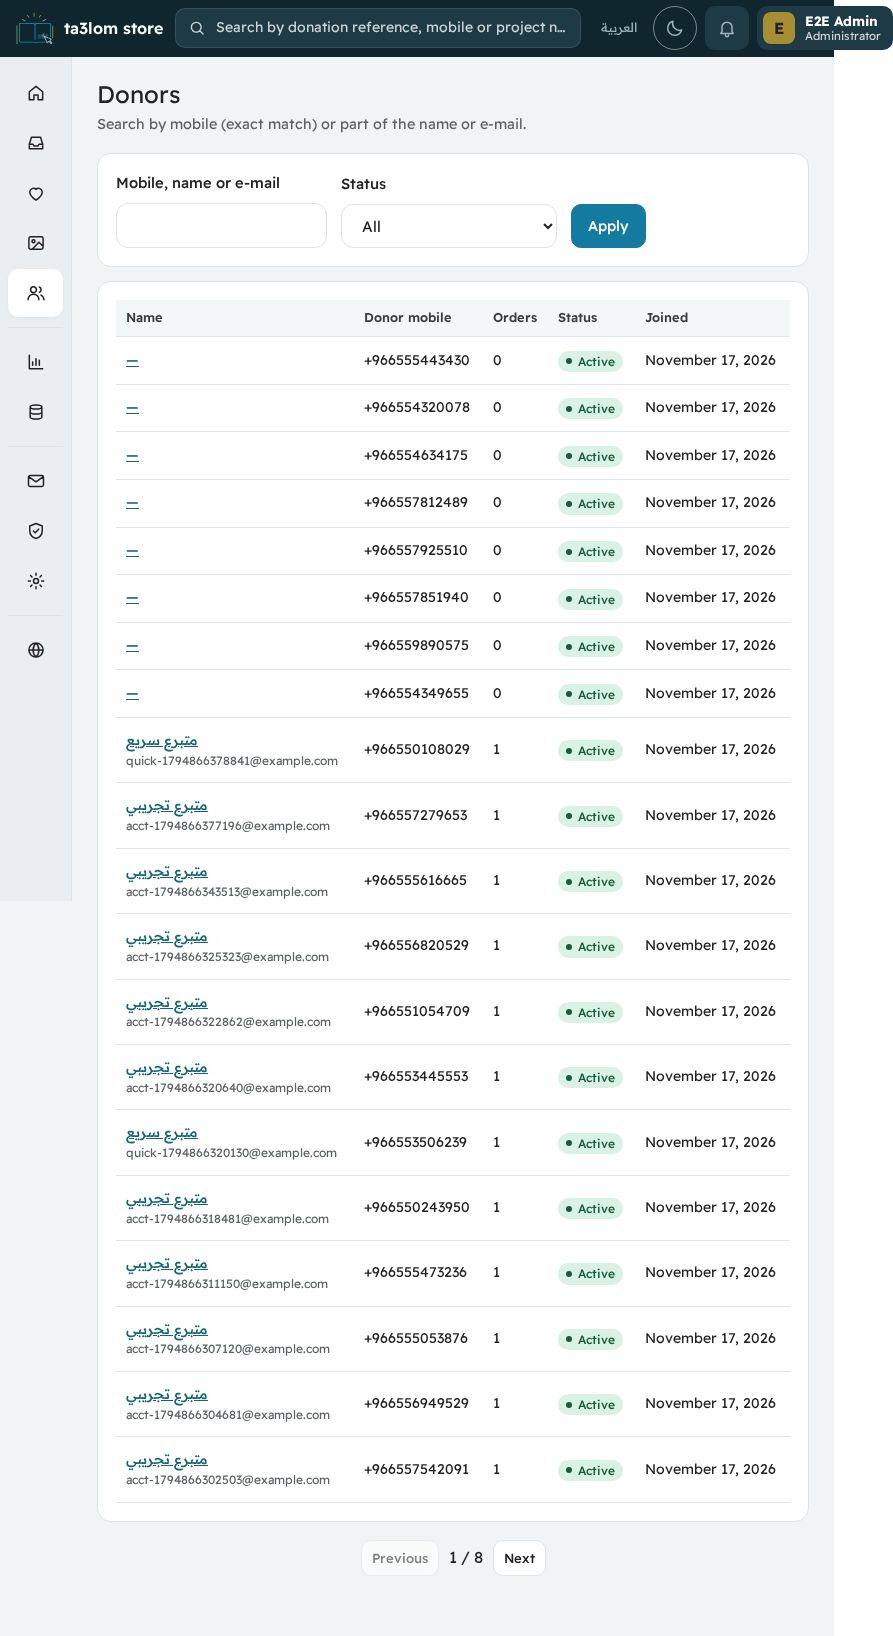 ta3lom store
Search by donation reference, mobile or project n…
العربية
E
E2E Admin
Administrator
Donors
Search by mobile (exact match) or part of the name or e-mail.
Mobile, name or e-mail
Status
All
Apply
Name Donor mobile Orders Status Joined
— +966555443430 0 Active November 17, 2026
— +966554320078 0 Active November 17, 2026
— +966554634175 0 Active November 17, 2026
— +966557812489 0 Active November 17, 2026
— +966557925510 0 Active November 17, 2026
— +966557851940 0 Active November 17, 2026
— +966559890575 0 Active November 17, 2026
— +966554349655 0 Active November 17, 2026
متبرع سريع
quick-1794866378841@example.com +966550108029 1 Active November 17, 2026
متبرع تجريبي
acct-1794866377196@example.com +966557279653 1 Active November 17, 2026
متبرع تجريبي
acct-1794866343513@example.com +966555616665 1 Active November 17, 2026
متبرع تجريبي
acct-1794866325323@example.com +966556820529 1 Active November 17, 2026
متبرع تجريبي
acct-1794866322862@example.com +966551054709 1 Active November 17, 2026
متبرع تجريبي
acct-1794866320640@example.com +966553445553 1 Active November 17, 2026
متبرع سريع
quick-1794866320130@example.com +966553506239 1 Active November 17, 2026
متبرع تجريبي
acct-1794866318481@example.com +966550243950 1 Active November 17, 2026
متبرع تجريبي
acct-1794866311150@example.com +966555473236 1 Active November 17, 2026
متبرع تجريبي
acct-1794866307120@example.com +966555053876 1 Active November 17, 2026
متبرع تجريبي
acct-1794866304681@example.com +966556949529 1 Active November 17, 2026
متبرع تجريبي
acct-1794866302503@example.com +966557542091 1 Active November 17, 2026
Previous 1 / 8 Next